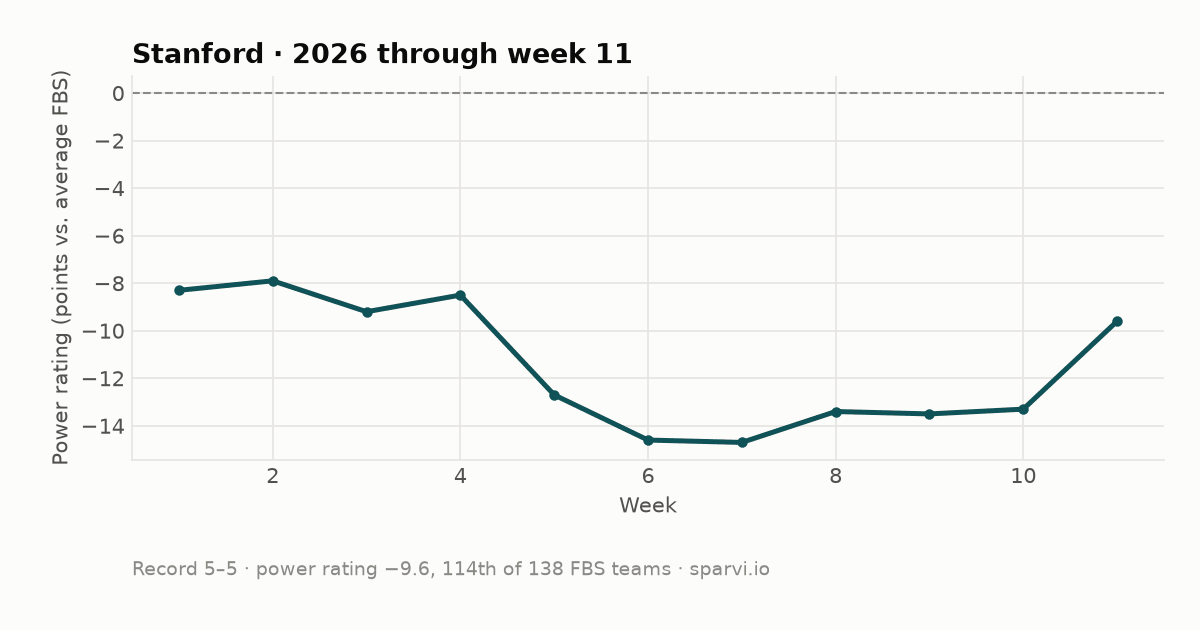 Stanford · 2026 through week 11
Power rating (points vs. average FBS)
0
−2
−4
−6
−8
−10
−12
−14
2 4 6 8 10
Week
Record 5–5 · power rating −9.6, 114th of 138 FBS teams · sparvi.io